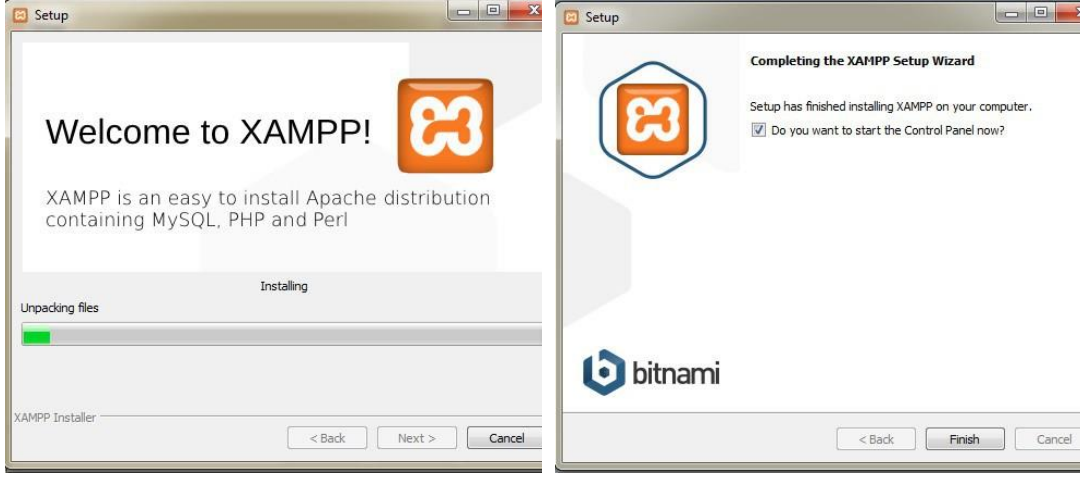 Setup
Welcome to XAMPP!
XAMPP is an easy to install Apache distribution
containing MySQL, PHP and Perl
Installing
Unpacking files
XAMPP Installer
< Back
Next >
Cancel
Setup
Completing the XAMPP Setup Wizard
Setup has finished installing XAMPP on your computer.
Do you want to start the Control Panel now?
bitnami
< Back
Finish
Cancel